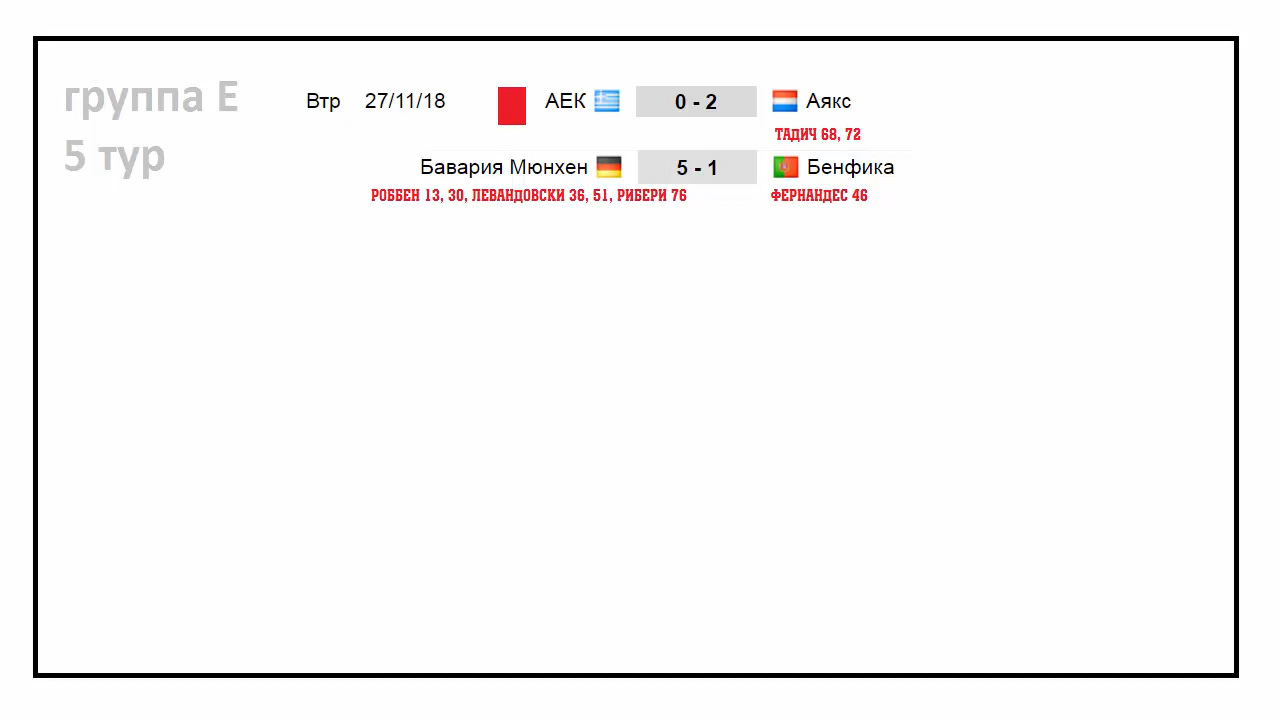 группа Е
5 тур
Втр 27/11/18 АЕК 0 - 2 Аякс
ТАДИЧ 68, 72
Бавария Мюнхен 5 - 1 Бенфика
РОББЕН 13, 30, ЛЕВАНДОВСКИ 36, 51, РИБЕРИ 76 ФЕРНАНДЕС 46